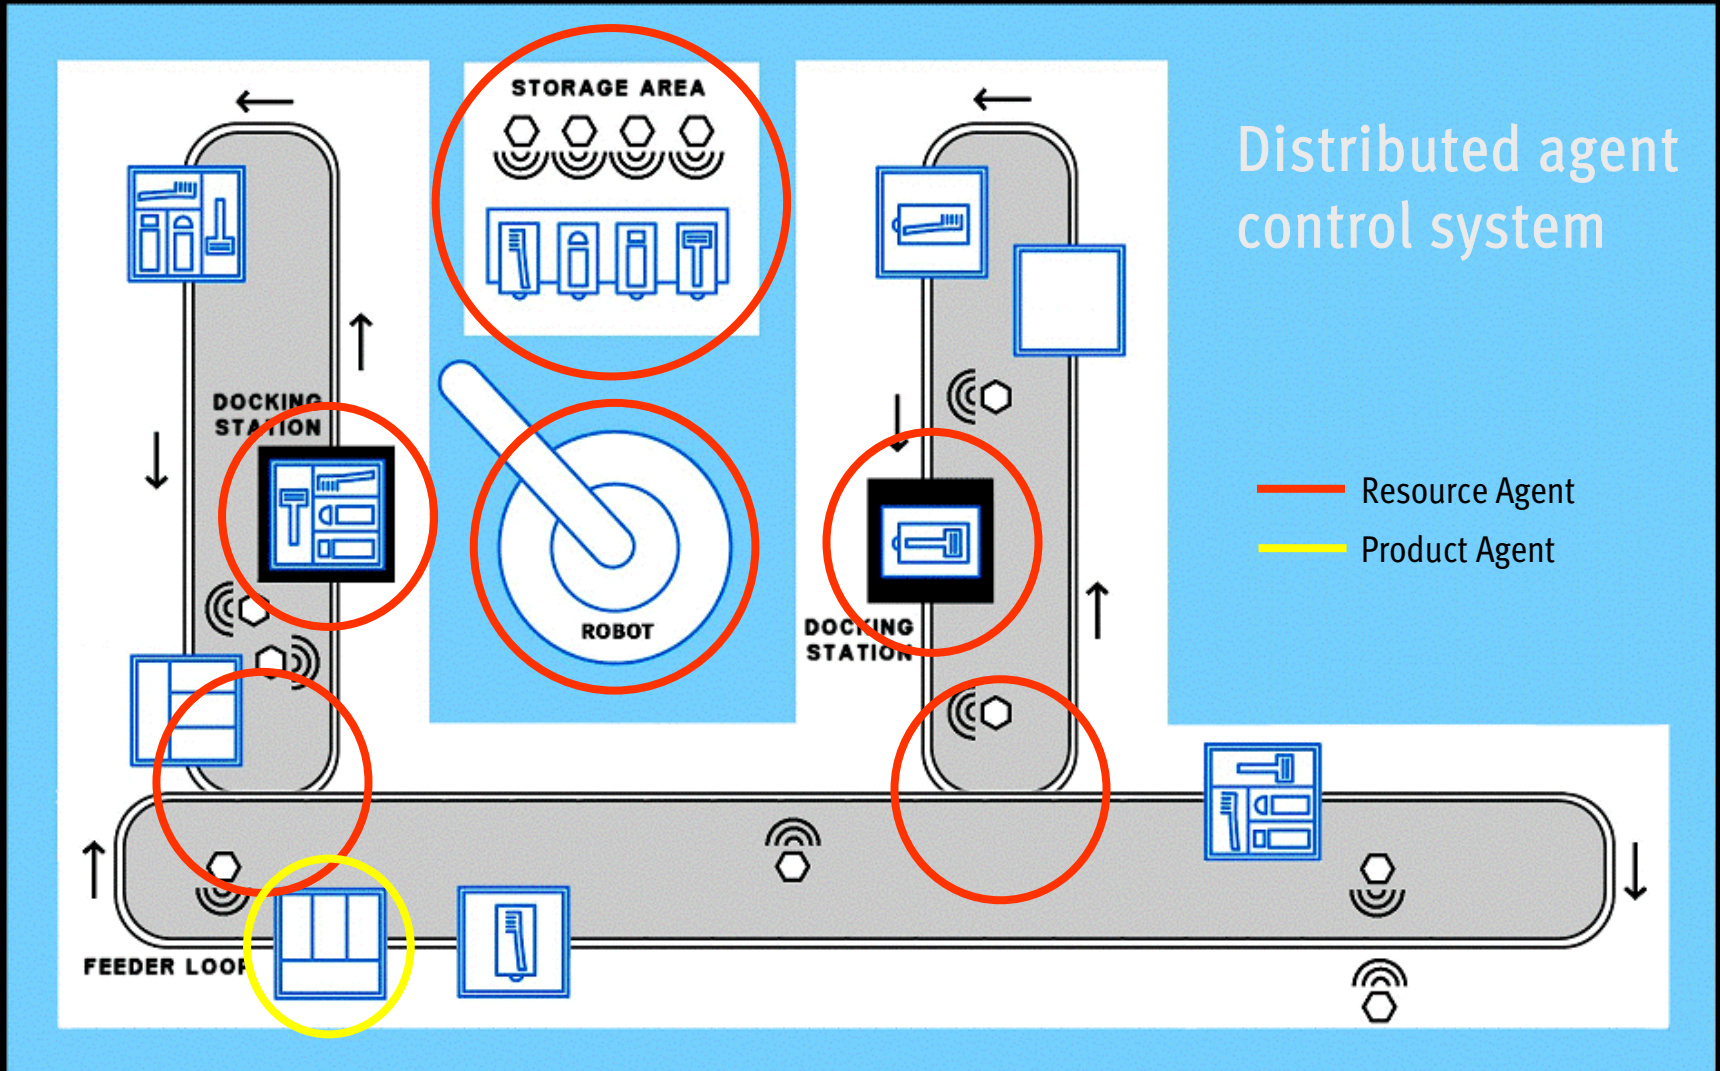 STORAGE AREA
Distributed agent
control system
DOCKING
STATION
Resource Agent
Product Agent
ROBOT
DOCKING
STATION
FEEDER LOOP